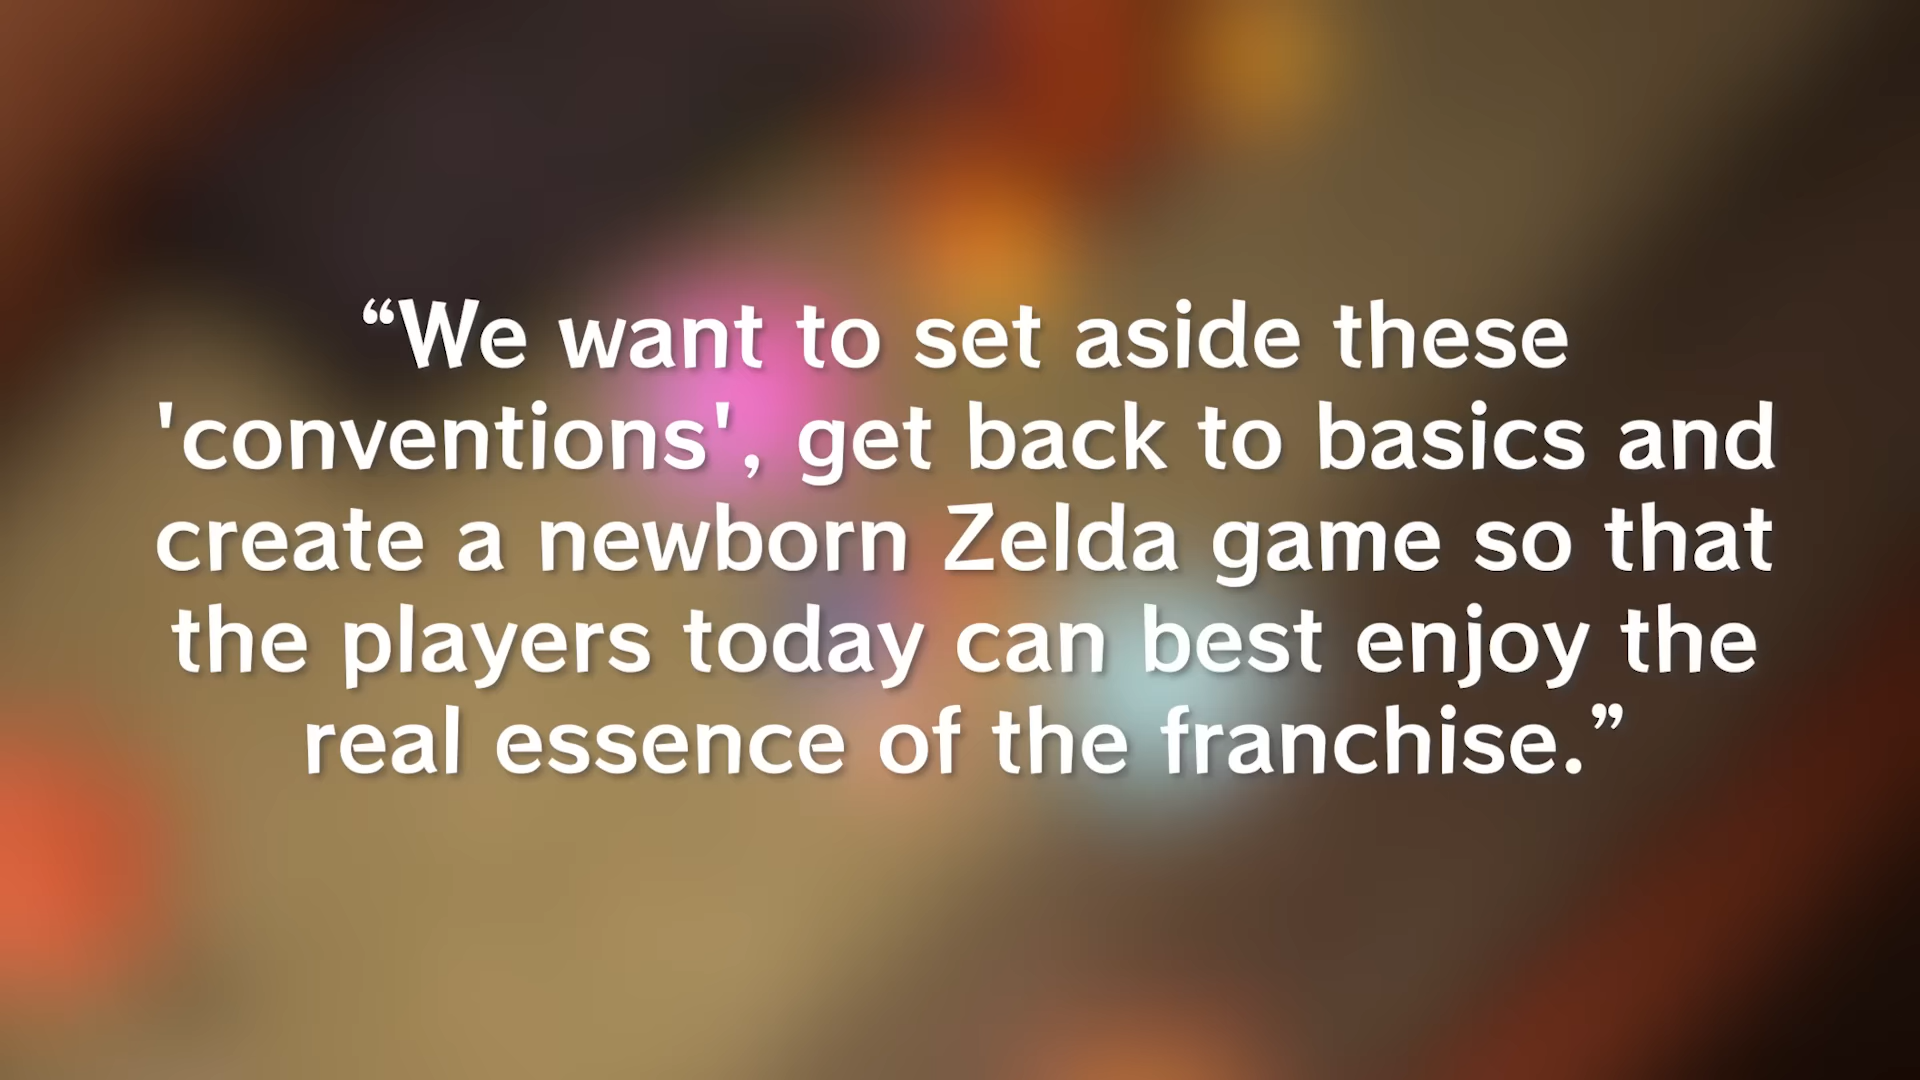 “We want to set aside these
'conventions', get back to basics and
create a newborn Zelda game so that
the players today can best enjoy the
real essence of the franchise.”